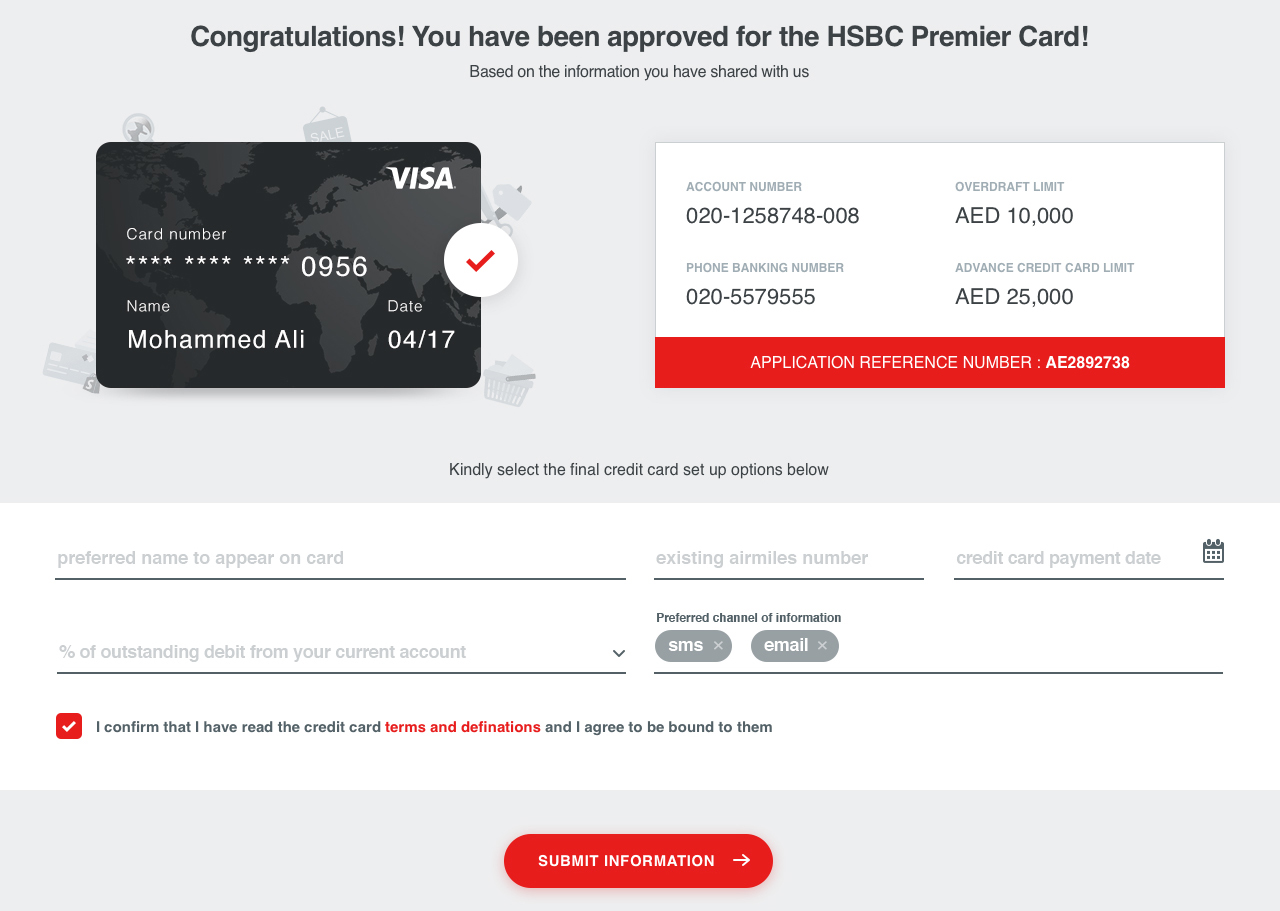 Congratulations! You have been approved for the HSBC Premier Card!
Based on the information you have shared with us
SALE
VISA
Card number
**** **** **** 0956
Name
Date
Mohammed Ali
04/17
S
ACCOUNT NUMBER
OVERDRAFT LIMIT
020-1258748-008
AED 10,000
PHONE BANKING NUMBER
ADVANCE CREDIT CARD LIMIT
020-5579555
AED 25,000
APPLICATION REFERENCE NUMBER : AE2892738
Kindly select the final credit card set up options below
preferred name to appear on card
existing airmiles number
credit card payment date
% of outstanding debit from your current account
Preferred channel of information
sms ×
email ×
I confirm that I have read the credit card terms and definations and I agree to be bound to them
SUBMIT INFORMATION →